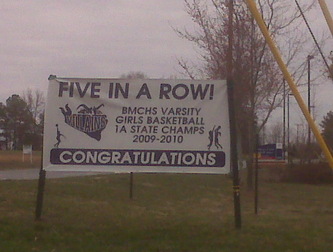 FIVE IN A ROW!
BMCHS VARSITY
GIRLS BASKETBALL
1A STATE CHAMPS
2009-2010
CONGRATULATIONS